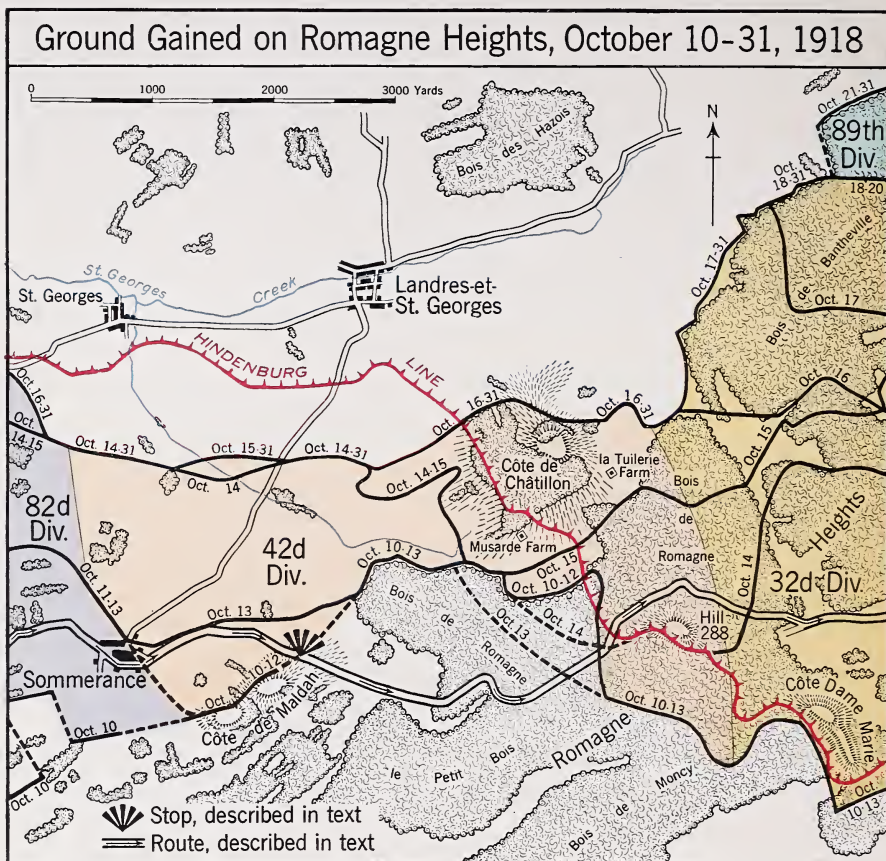 Ground Gained on Romagne Heights, October 10-31, 1918
0 1000 2000 3000 Yards
N
Oct. 21-31
89th
Div.
Bois des Hazois
Oct.
18-31
18-20
Bois de Bantheville
St. Georges Creek
St. Georges
Landres-et-
St. Georges
Oct. 17-31
Oct. 17
HINDENBURG LINE
Oct. 16-31
Oct. 16-31
Oct. 16-31
Oct. 16
Oct. 15
14-15
Oct. 14-31
Oct. 15-31
Oct. 14-31
Oct. 14
Oct. 14-15
Côte de
Châtillon
la Tuilerie
Farm
Bois
de
Romagne
Heights
82d
Div.
42d
Div.
Musarde Farm
Oct. 10-13
Oct. 15
Oct. 10-12
Oct. 14
32d Div.
Oct. 11-13
Oct. 13
Bois
de
Romagne
Oct. 13
Oct. 14
Hill
288
Sommerance
Oct. 10-12
Côte de Maldah
Oct. 10-13
Côte Dame Marie
Oct. 10
Oct. 10
le Petit Bois
Romagne
Bois de Moncy
Oct.
10-13
Stop, described in text
Route, described in text